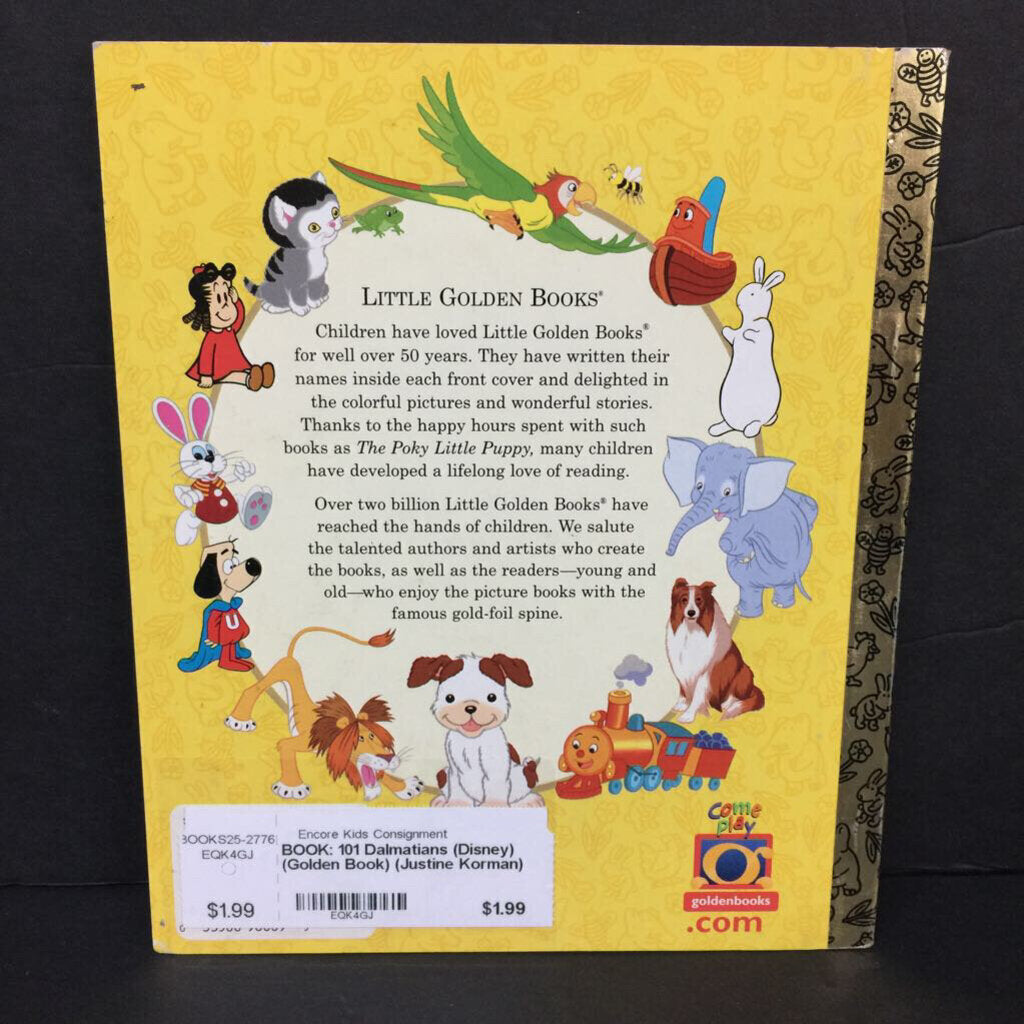 LITTLE GOLDEN BOOKS®
Children have loved Little Golden Books®
for well over 50 years. They have written their
names inside each front cover and delighted in
the colorful pictures and wonderful stories.
Thanks to the happy hours spent with such
books as The Poky Little Puppy, many children
have developed a lifelong love of reading.
Over two billion Little Golden Books® have
reached the hands of children. We salute
the talented authors and artists who create
the books, as well as the readers—young and
old—who enjoy the picture books with the
famous gold-foil spine.
U
BOOKS25-2776
EQK4GJ
$1.99
Encore Kids Consignment
BOOK: 101 Dalmatians (Disney)
(Golden Book) (Justine Korman)
EQK4GJ
$1.99
come
play
goldenbooks
.com